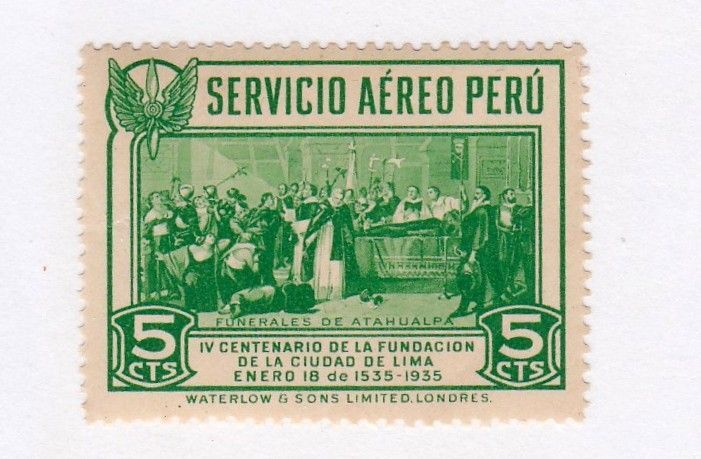 SERVICIO AÉREO PERÚ
FUNERALES DE ATAHUALPA
5 CTS
IV CENTENARIO DE LA FUNDACION
DE LA CIUDAD DE LIMA
ENERO 18 de 1535-1935
5 CTS
WATERLOW & SONS LIMITED, LONDRES.